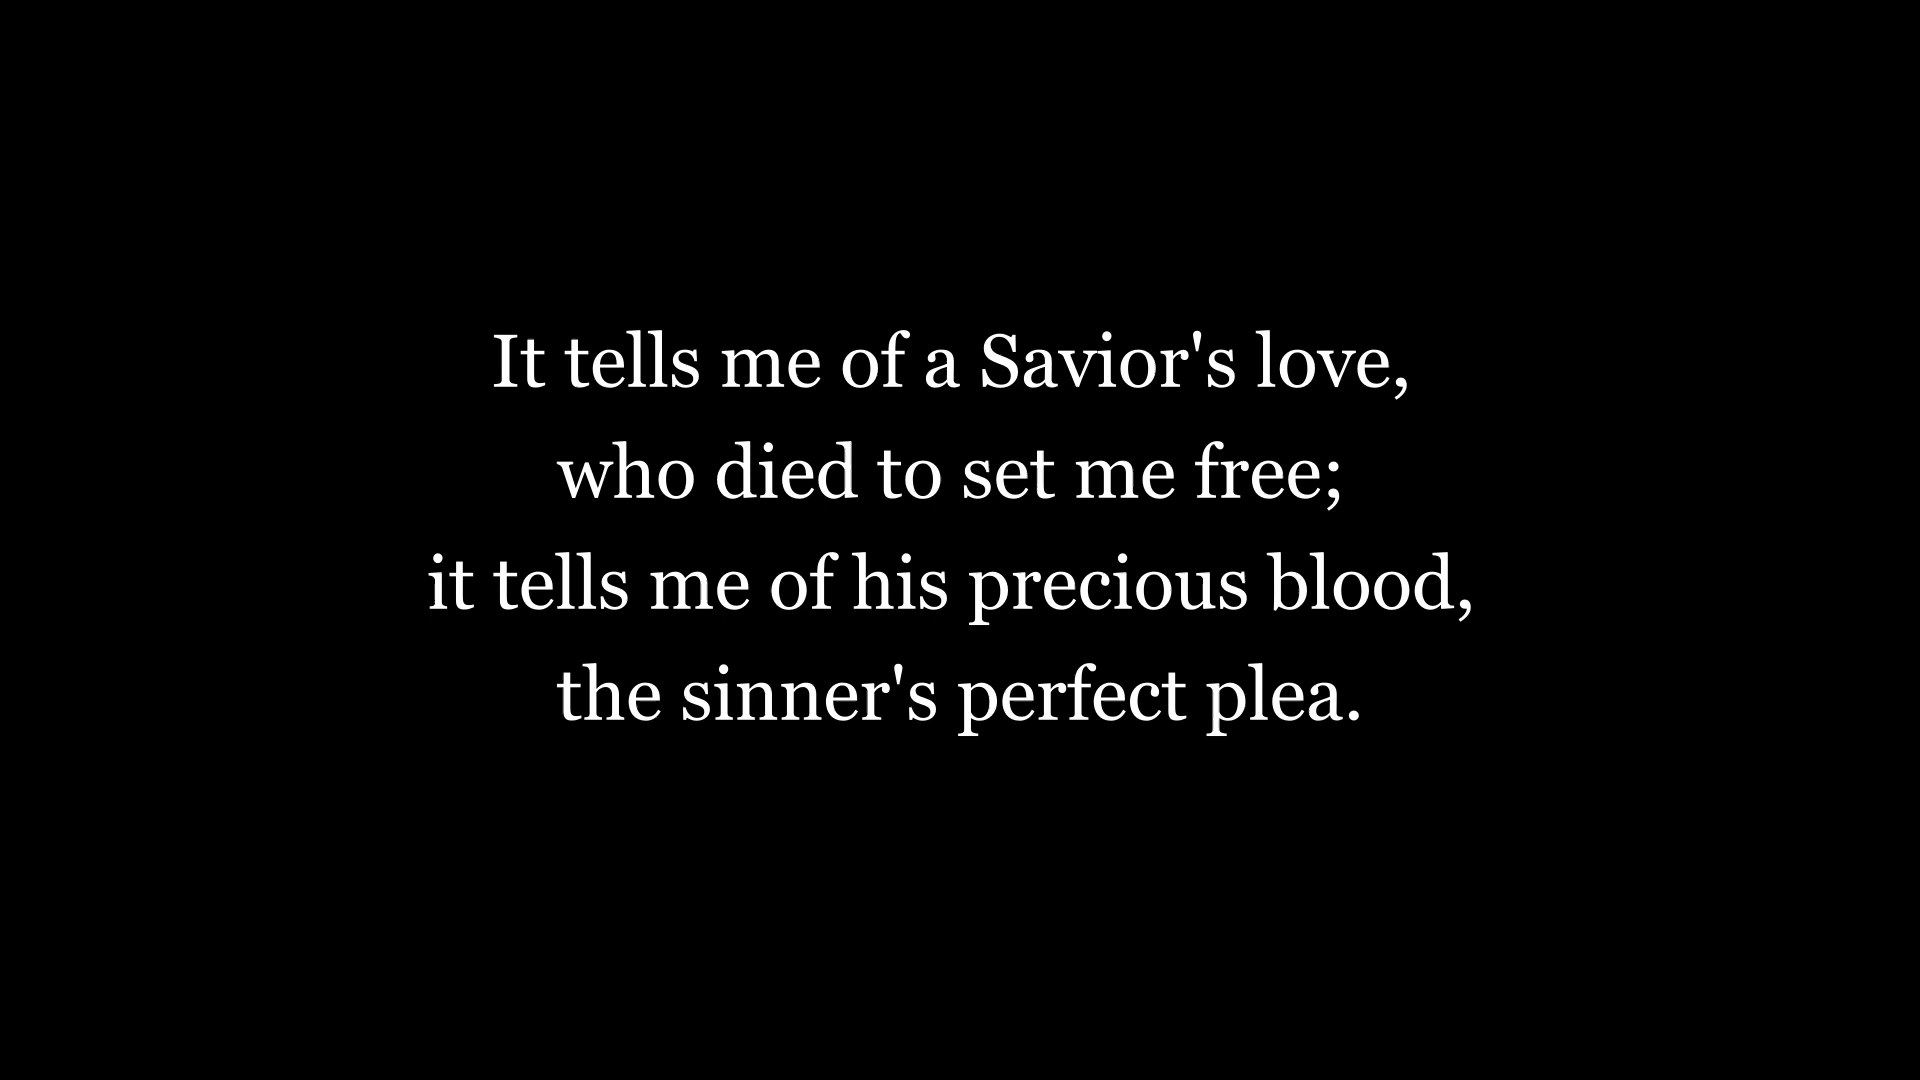 It tells me of a Savior's love,
who died to set me free;
it tells me of his precious blood,
the sinner's perfect plea.